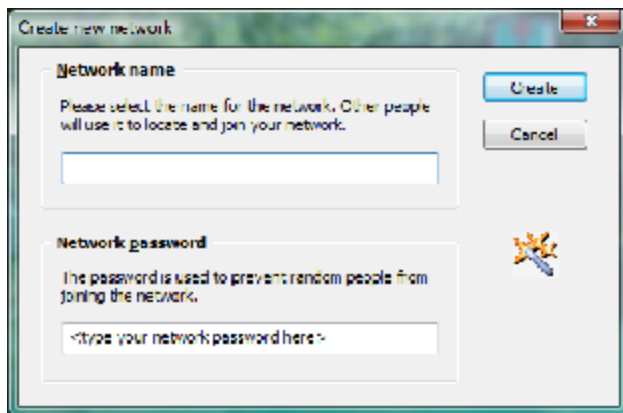 Create new network
Network name
Create
Please select the name for the network. Other people
will use it to locate and join your network.
Cancel
Network password
The password is used to prevent random people from
joining the network.
<type your network password here>